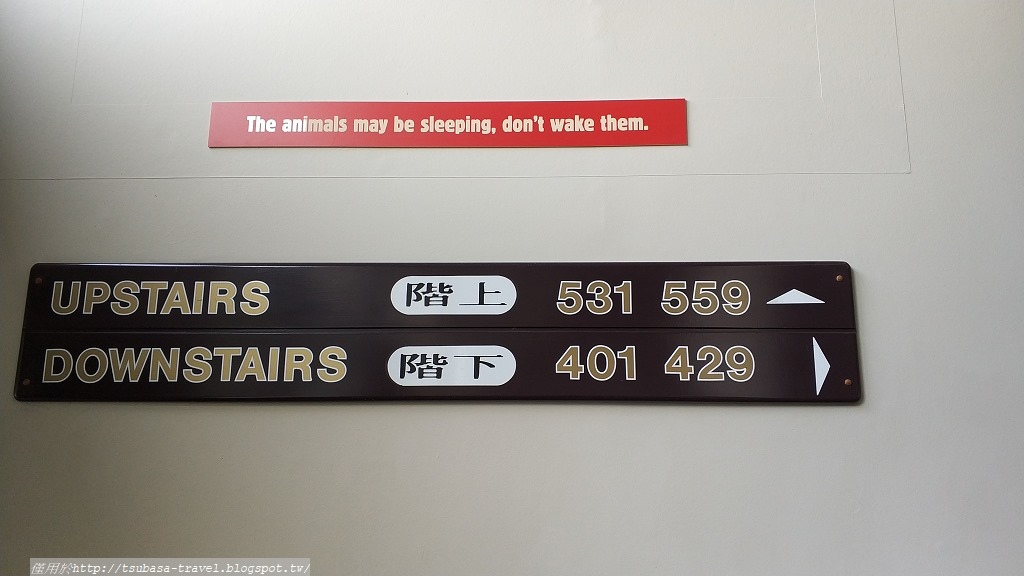 The animals may be sleeping, don't wake them.
UPSTAIRS 階上 531 559
DOWNSTAIRS 階下 401 429
僅用於http://tsubasa-travel.blogspot.tw/